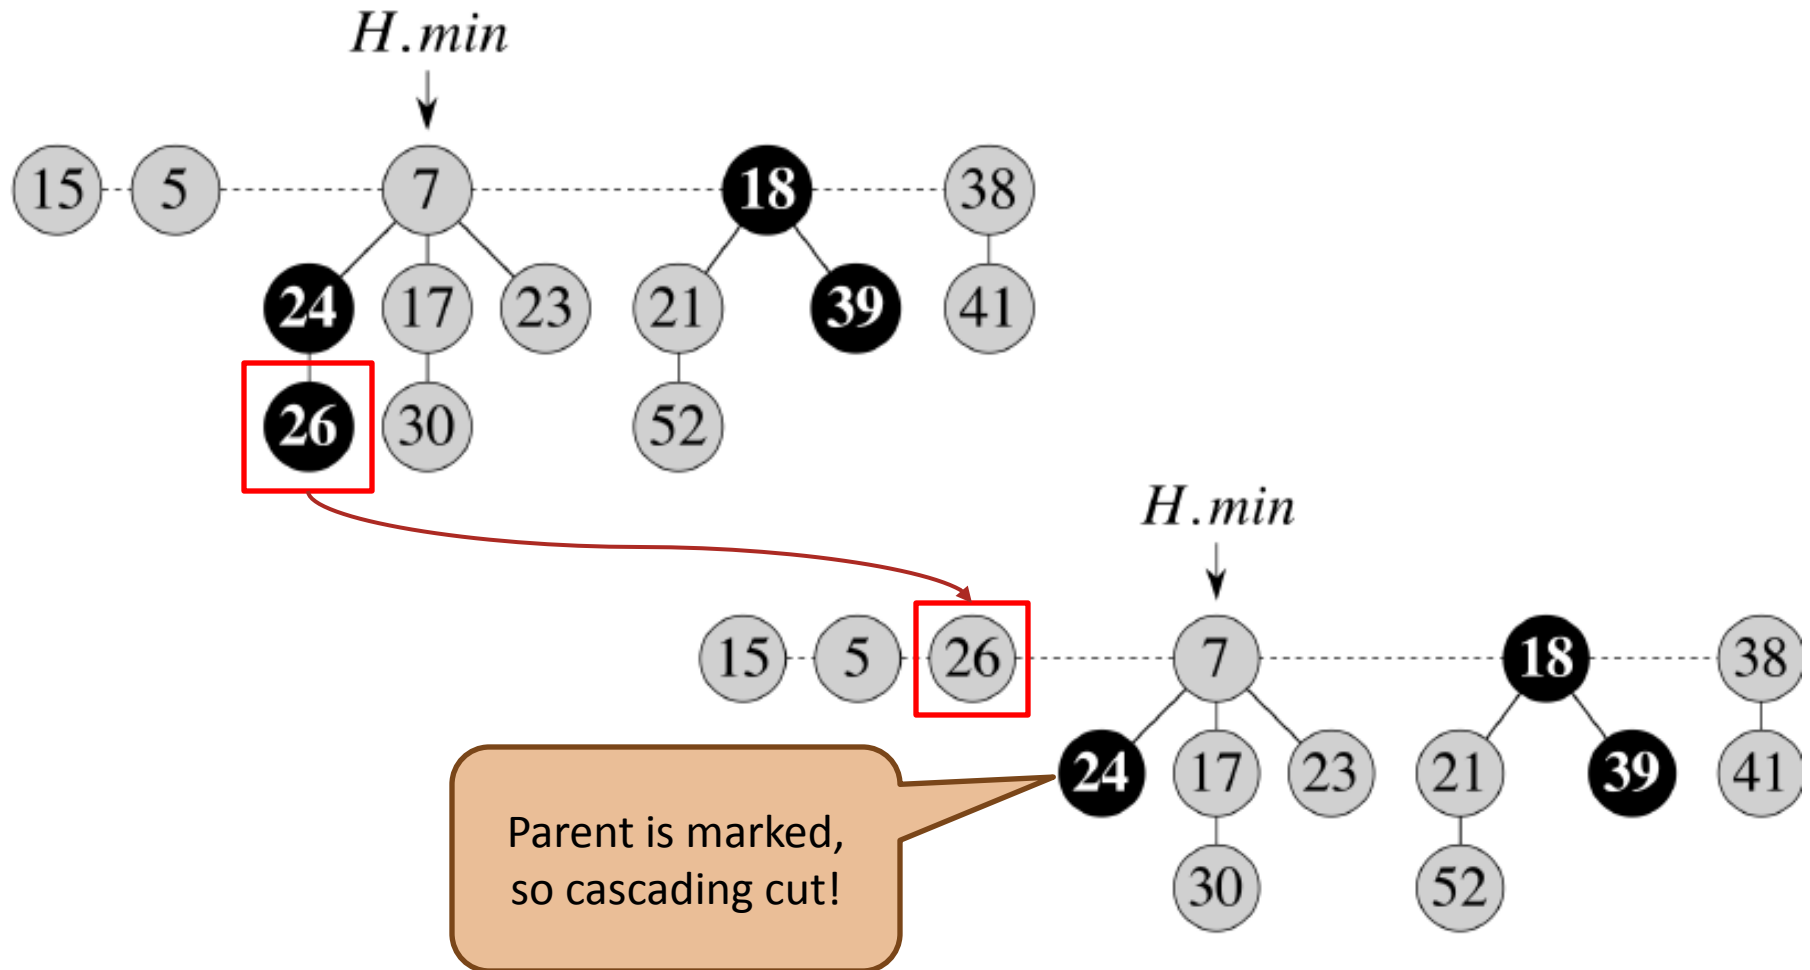 H.min
15 5 7 18 38
24 17 23 21 39 41
26 30 52
H.min
15 5 26 7 18 38
24 17 23 21 39 41
Parent is marked,
so cascading cut!
30 52